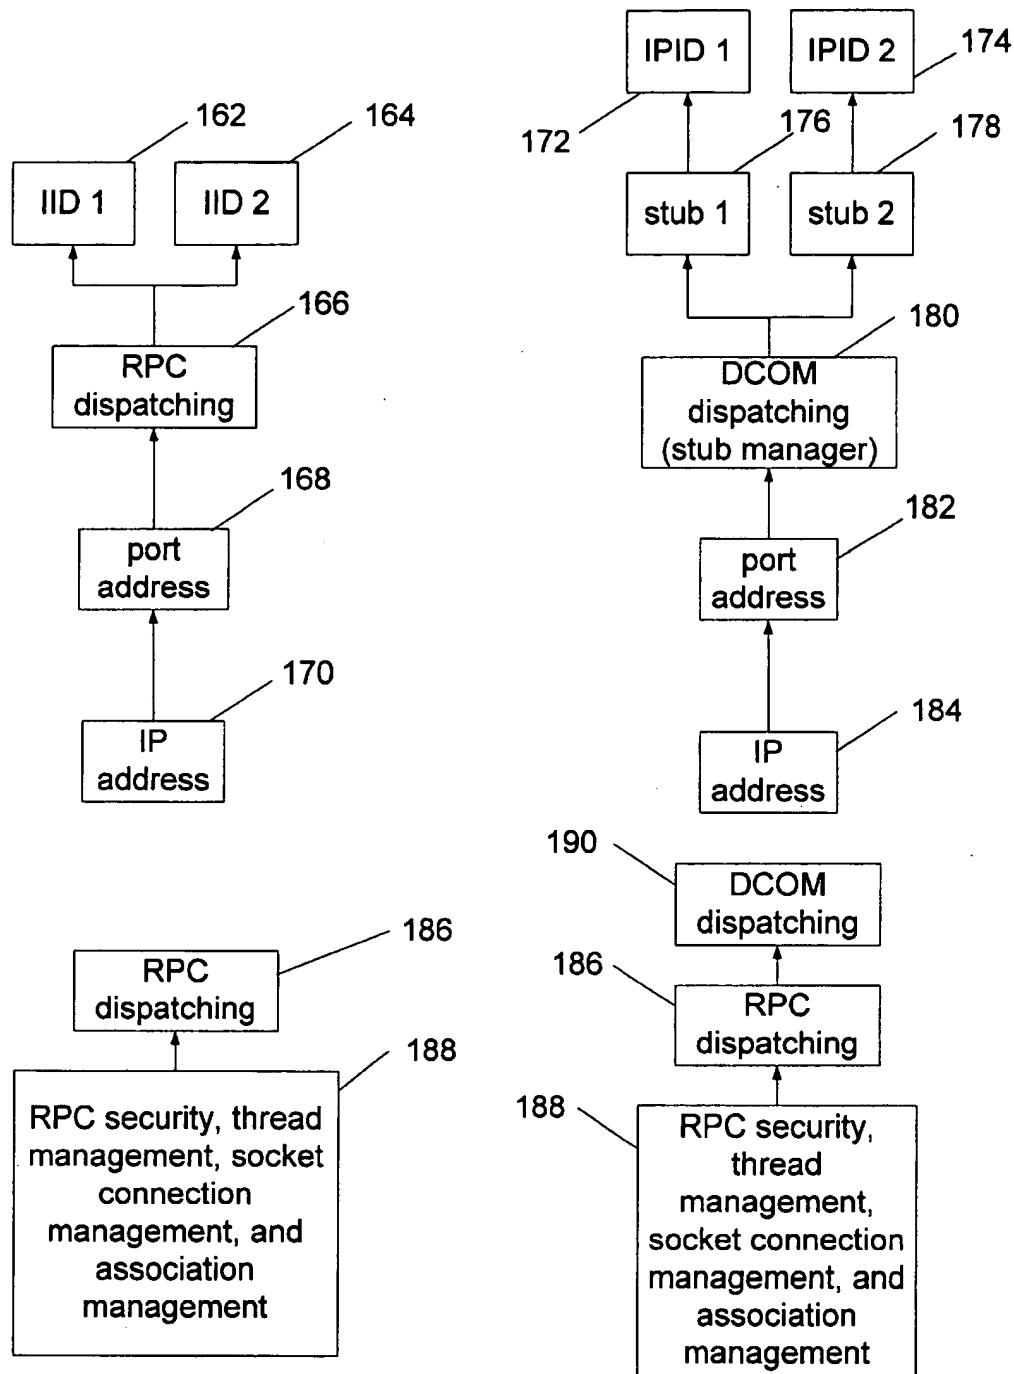 162
164
IID 1
IID 2
166
RPC
dispatching
168
port
address
170
IP
address
IPID 1
IPID 2
174
172
176
178
stub 1
stub 2
180
DCOM
dispatching
(stub manager)
182
port
address
184
IP
address
186
RPC
dispatching
188
RPC security, thread
management, socket
connection
management, and
association
management
190
DCOM
dispatching
186
RPC
dispatching
188
RPC security,
thread
management,
socket connection
management, and
association
management